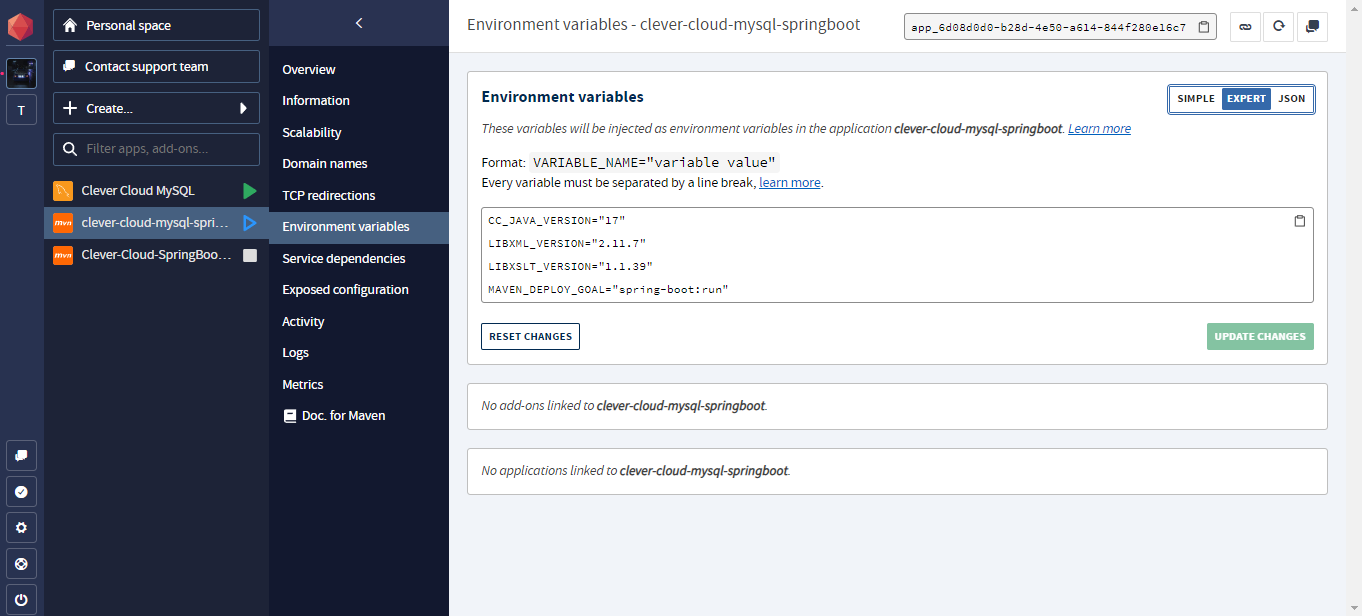 Personal space
Contact support team
Create...
Filter apps, add-ons...
Clever Cloud MySQL
mvn clever-cloud-mysql-spri...
mvn Clever-Cloud-SpringBoo...
T
Overview
Information
Scalability
Domain names
TCP redirections
Environment variables
Service dependencies
Exposed configuration
Activity
Logs
Metrics
Doc. for Maven
Environment variables - clever-cloud-mysql-springboot
app_6d08d0d0-b28d-4e50-a614-844f280e16c7
Environment variables
SIMPLE EXPERT JSON
These variables will be injected as environment variables in the application clever-cloud-mysql-springboot. Learn more
Format: VARIABLE_NAME="variable value"
Every variable must be separated by a line break, learn more.
CC_JAVA_VERSION="17"
LIBXML_VERSION="2.11.7"
LIBXSLT_VERSION="1.1.39"
MAVEN_DEPLOY_GOAL="spring-boot:run"
RESET CHANGES
UPDATE CHANGES
No add-ons linked to clever-cloud-mysql-springboot.
No applications linked to clever-cloud-mysql-springboot.